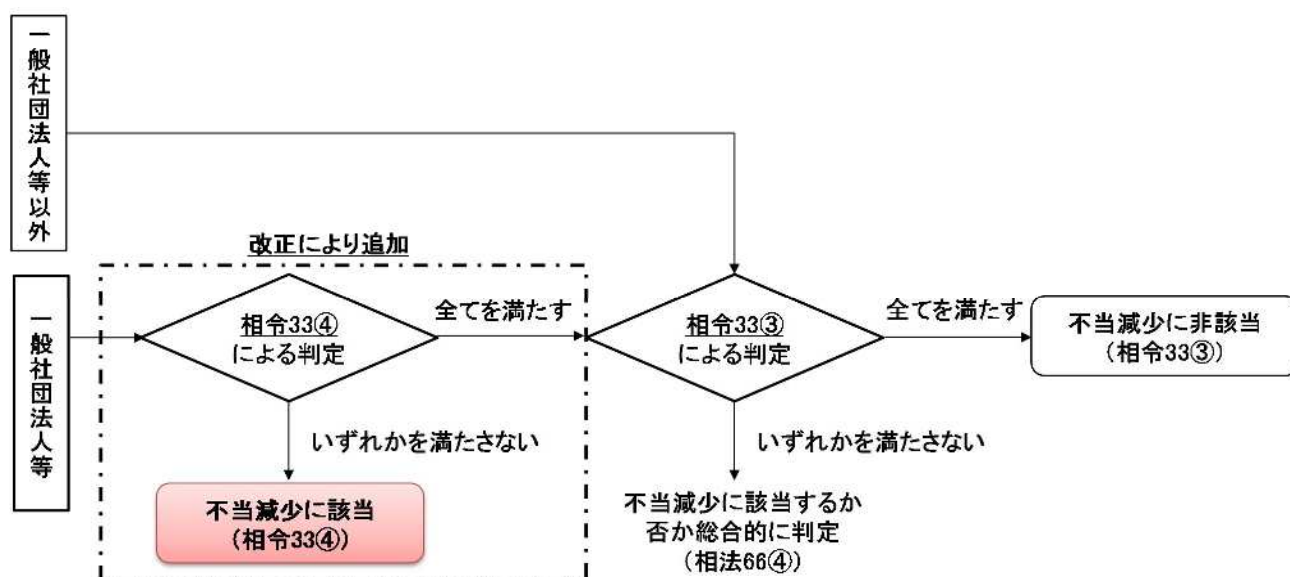 一般社団法人等以外
改正により追加
一般社団法人等
相令33④
による判定
全てを満たす
いずれかを満たさない
不当減少に該当
(相令33④)
相令33③
による判定
全てを満たす
不当減少に非該当
(相令33③)
いずれかを満たさない
不当減少に該当するか
否か総合的に判定
(相法66④)